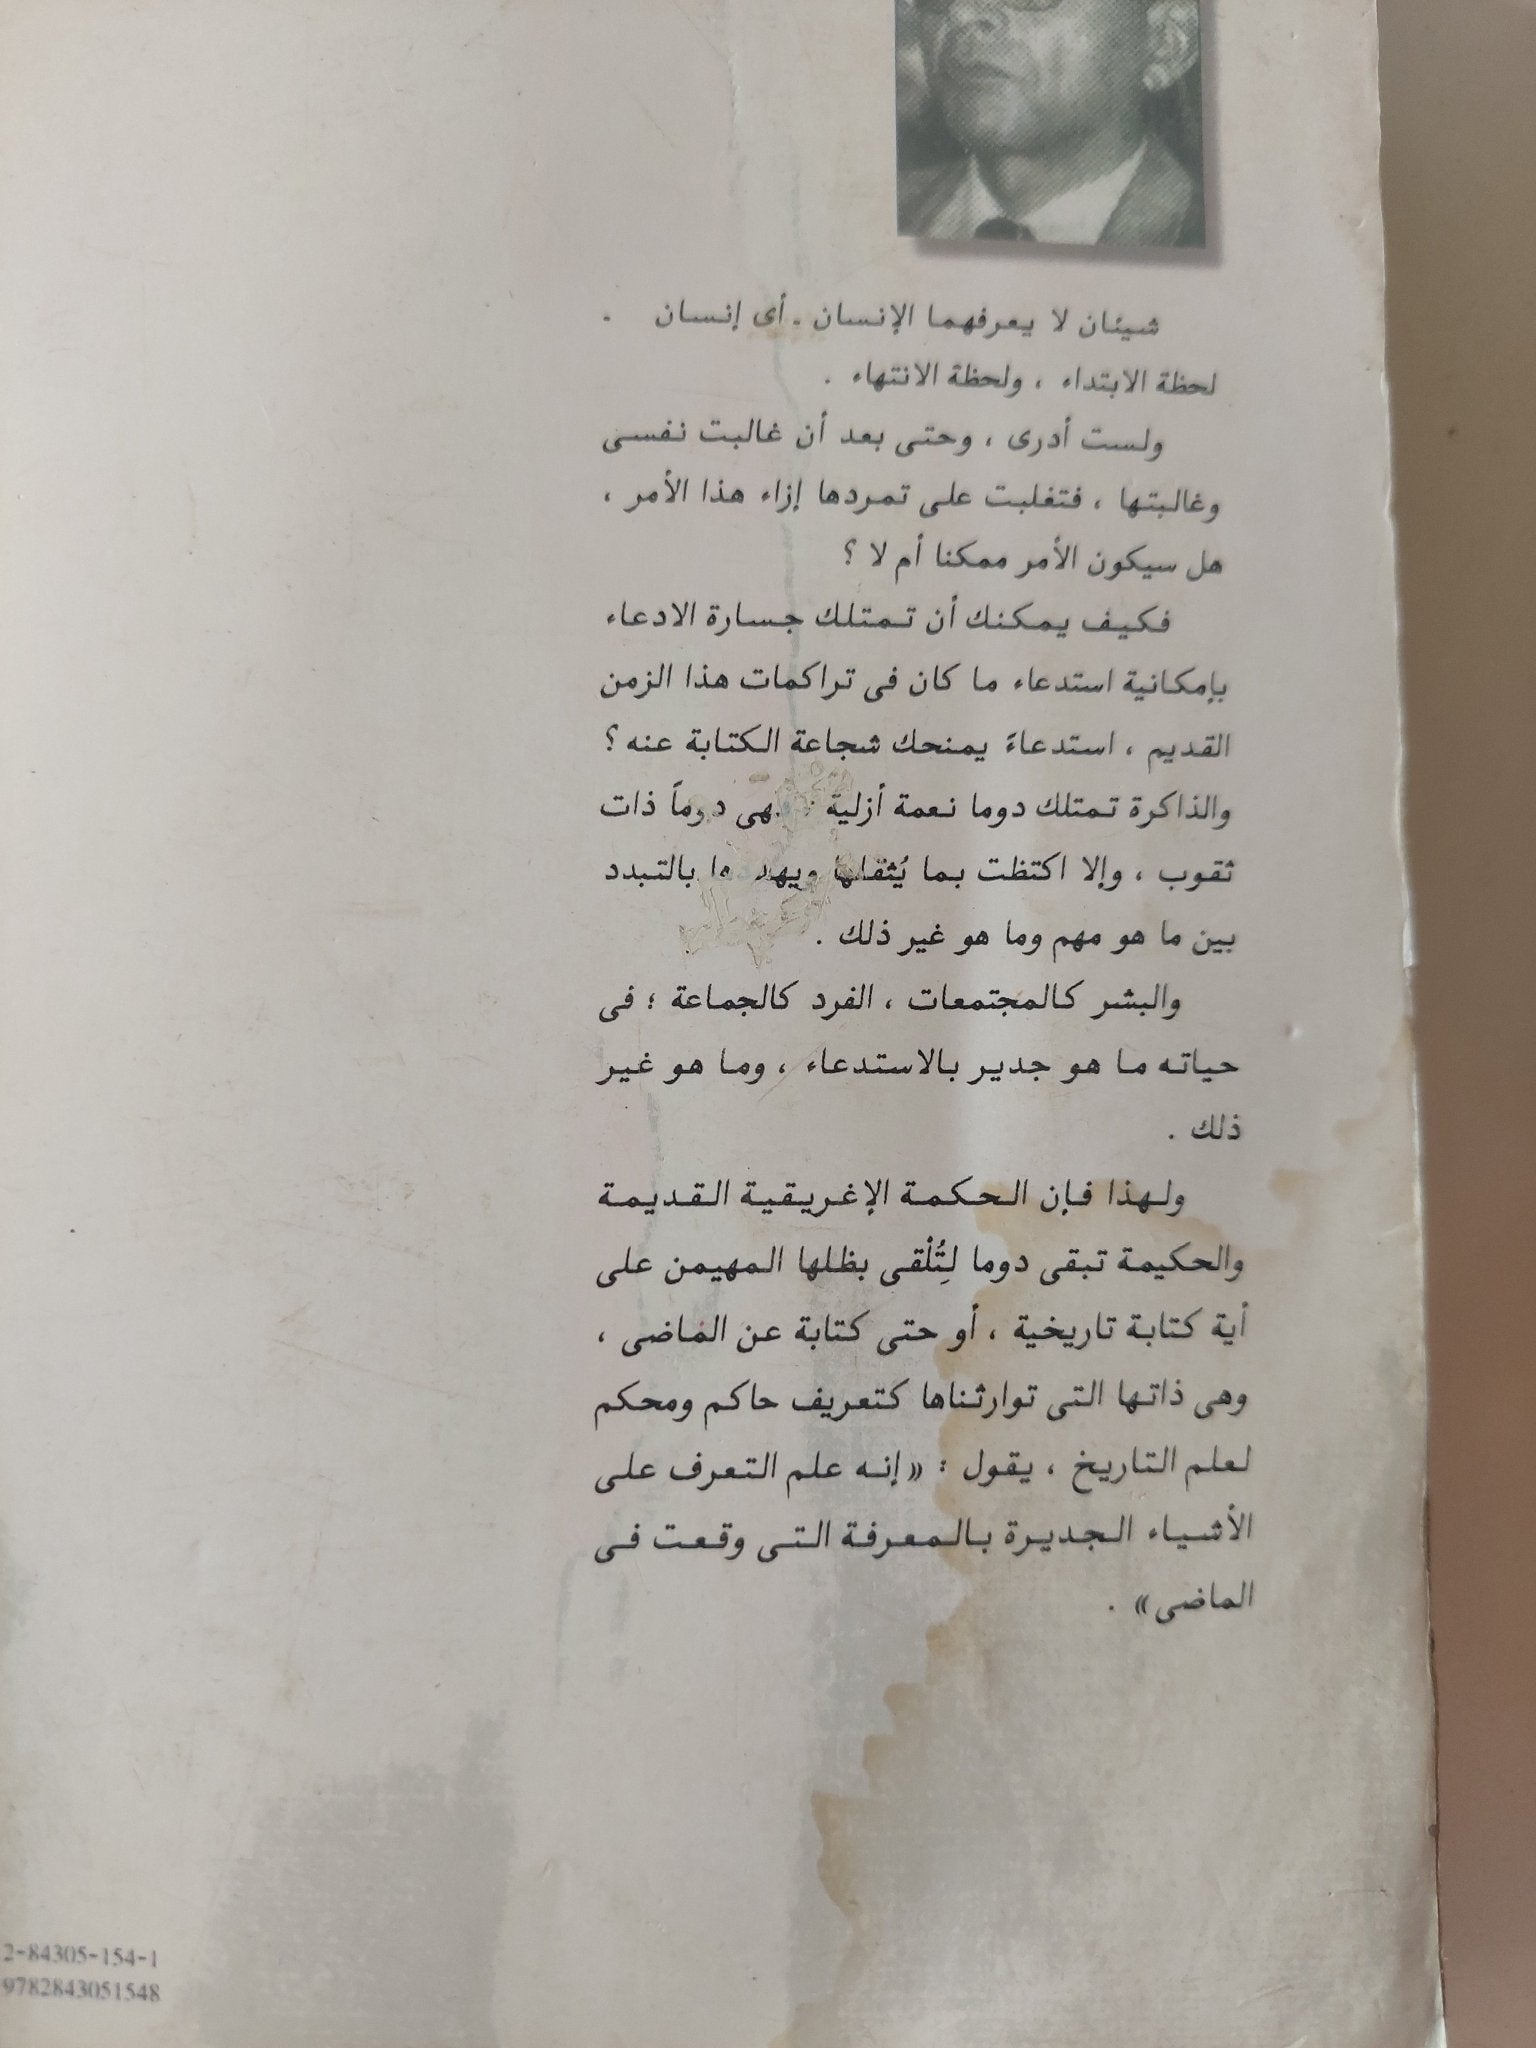 شيئان لا يعرفهما الإنسان - أى إنسان -
لحظة الابتداء ، ولحظة الانتهاء .
ولست أدرى ، وحتى بعد أن غالبت نفسى
وغالبتها ، فتغلبت على تمردها إزاء هذا الأمر ،
هل سيكون الأمر ممكنا أم لا ؟
فكيف يمكنك أن تمتلك جسارة الادعاء
بإمكانية استدعاء ما كان فى تراكمات هذا الزمن
القديم ، استدعاءً يمنحك شجاعة الكتابة عنه ؟
والذاكرة تمتلك دوما نعمة أزلية فهى دوماً ذات
ثقوب ، وإلا اكتظت بما يُثقلها ويهددها بالتبدد
بين ما هو مهم وما هو غير ذلك .
والبشر كالمجتمعات ، الفرد كالجماعة ؛ فى
حياته ما هو جدير بالاستدعاء ، وما هو غير
ذلك .
ولهذا فإن الحكمة الإغريقية القديمة
والحكيمة تبقى دوما لِتُلْقى بظلها المهيمن على
أية كتابة تاريخية ، أو حتى كتابة عن الماضى ،
وهى ذاتها التى توارثناها كتعريف حاكم ومحكم
لعلم التاريخ ، يقول : «إنه علم التعرف على
الأشياء الجديرة بالمعرفة التى وقعت فى
الماضى» .
2-84305-154-1
9782843051548